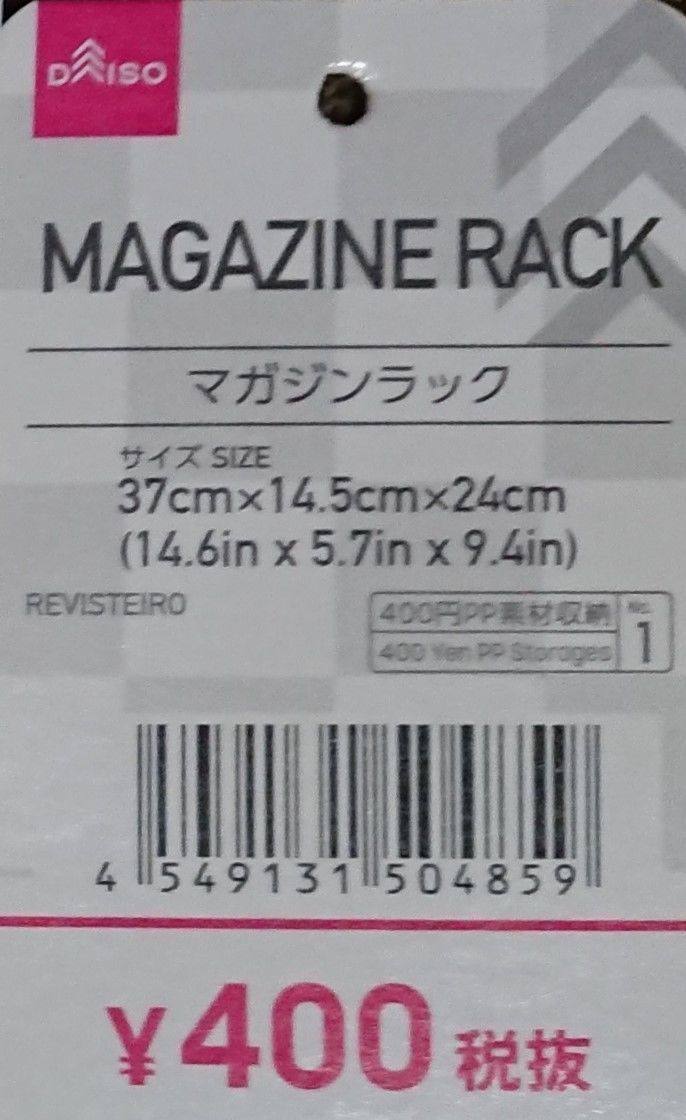 DAISO
MAGAZINE RACK
マガジンラック
サイズ SIZE
37cm×14.5cm×24cm
(14.6in x 5.7in x 9.4in)
REVISTEIRO
400円PP素材収納 No.
400 Yen PP Storages 1
4 549131 504859
¥400 税抜